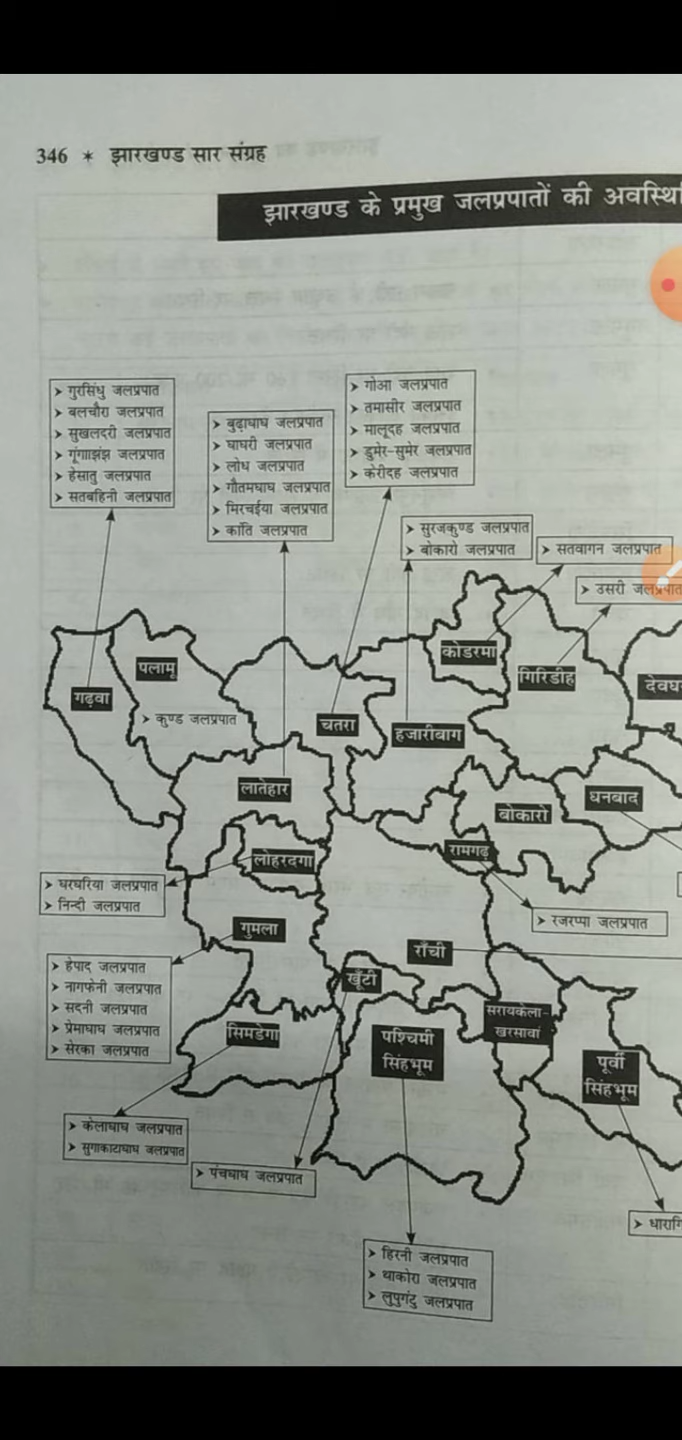 346 * झारखण्ड सार संग्रह
झारखण्ड के प्रमुख जलप्रपातों की अवस्थि
➤ गुरसिंधु जलप्रपात
➤ बलचौरा जलप्रपात
➤ सुखलदरी जलप्रपात
➤ गूंगाझंझ जलप्रपात
➤ हेसातु जलप्रपात
➤ सतबहिनी जलप्रपात
➤ बुढ़ाघाघ जलप्रपात
➤ घाघरी जलप्रपात
➤ लोध जलप्रपात
➤ गौतमघाघ जलप्रपात
➤ मिरचईया जलप्रपात
➤ कांति जलप्रपात
➤ गोआ जलप्रपात
➤ तमासीर जलप्रपात
➤ मालूदह जलप्रपात
➤ डुमेर-सुमेर जलप्रपात
➤ केरीदह जलप्रपात
➤ सुरजकुण्ड जलप्रपात
➤ बोकारो जलप्रपात
➤ सतवागन जलप्रपात
➤ उसरी जलप्रपात
कोडरमा
पलामू
गिरिडीह
देवघ
गढ़वा
➤ कुण्ड जलप्रपात
चतरा
हजारीबाग
लातेहार
धनबाद
बोकारो
लोहरदगा
रामगढ़
➤ घरघरिया जलप्रपात
➤ निन्दी जलप्रपात
➤ रजरप्पा जलप्रपात
गुमला
राँची
➤ हेपाद जलप्रपात
➤ नागफेनी जलप्रपात
➤ सदनी जलप्रपात
➤ प्रेमाघाघ जलप्रपात
➤ सेरका जलप्रपात
खूँटी
सिमडेगा
पश्चिमी
सिंहभूम
सरायकेला-
खरसावां
पूर्वी
सिंहभूम
➤ केलाघाघ जलप्रपात
➤ सुगाकाटाघाघ जलप्रपात
➤ पंचघाघ जलप्रपात
➤ धारागि
➤ हिरनी जलप्रपात
➤ थाकोरा जलप्रपात
➤ लुपुगंटु जलप्रपात